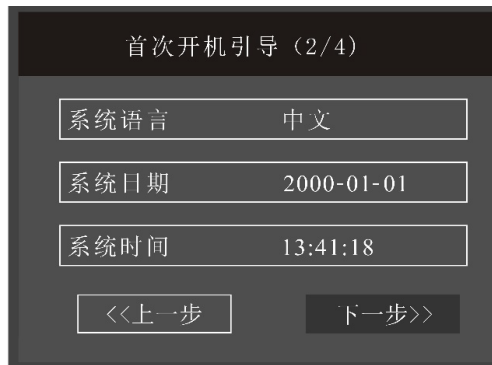 首次开机引导（2/4）
系统语言 中文
系统日期 2000-01-01
系统时间 13:41:18
<<上一步 下一步>>